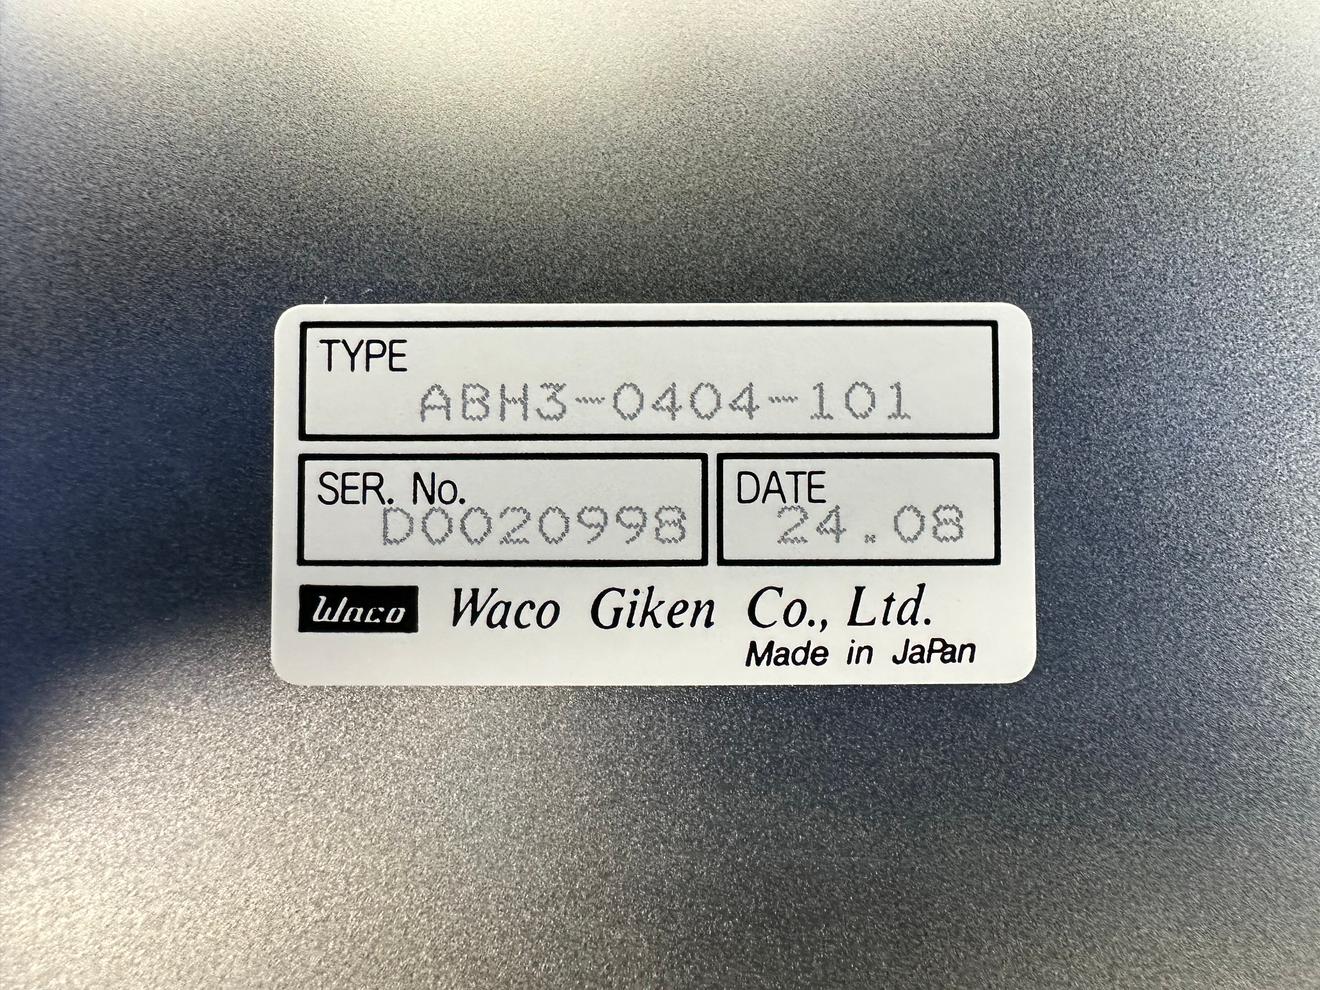 TYPE
ABH3-0404-101
SER. No.
D0020998
DATE
24.08
Waco Waco Giken Co., Ltd.
Made in JaPan